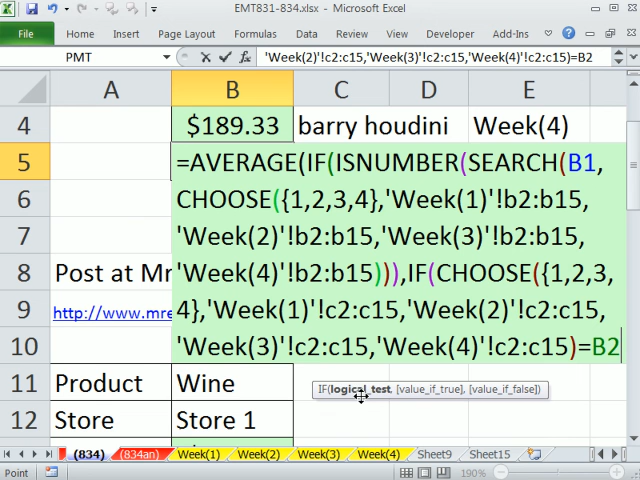 EMT831-834.xlsx - Microsoft Excel
File Home Insert Page Layout Formulas Data Review Developer View Add-Ins
PMT fx 'Week(2)'!c2:c15,'Week(3)'!c2:c15,'Week(4)'!c2:c15)=B2
A B C D E
4 $189.33 barry houdini Week(4)
5 =AVERAGE(IF(ISNUMBER(SEARCH(B1,
6 CHOOSE({1,2,3,4},'Week(1)'!b2:b15,
7 'Week(2)'!b2:b15,'Week(3)'!b2:b15,
8 Post at Mr 'Week(4)'!b2:b15))),IF(CHOOSE({1,2,3,
9 http://www.mre 4},'Week(1)'!c2:c15,'Week(2)'!c2:c15,
10 'Week(3)'!c2:c15,'Week(4)'!c2:c15)=B2
11 Product Wine
IF(logical_test, [value_if_true], [value_if_false])
12 Store Store 1
(834) (834an) Week(1) Week(2) Week(3) Week(4) Sheet9 Sheet15
Point 190%